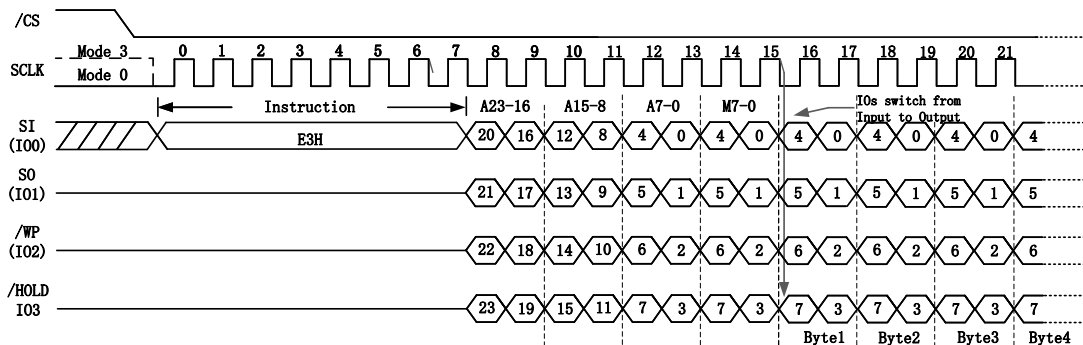 /CS
Mode 3 0 1 2 3 4 5 6 7 8 9 10 11 12 13 14 15 16 17 18 19 20 21
SCLK
Mode 0
Instruction A23-16 A15-8 A7-0 M7-0 IOs switch from
Input to Output
SI
(IO0) E3H 20 16 12 8 4 0 4 0 4 0 4 0 4 0 4
SO
(IO1) 21 17 13 9 5 1 5 1 5 1 5 1 5 1 5
/WP
(IO2) 22 18 14 10 6 2 6 2 6 2 6 2 6 2 6
/HOLD
IO3 23 19 15 11 7 3 7 3 7 3 7 3 7 3 7
Byte1 Byte2 Byte3 Byte4